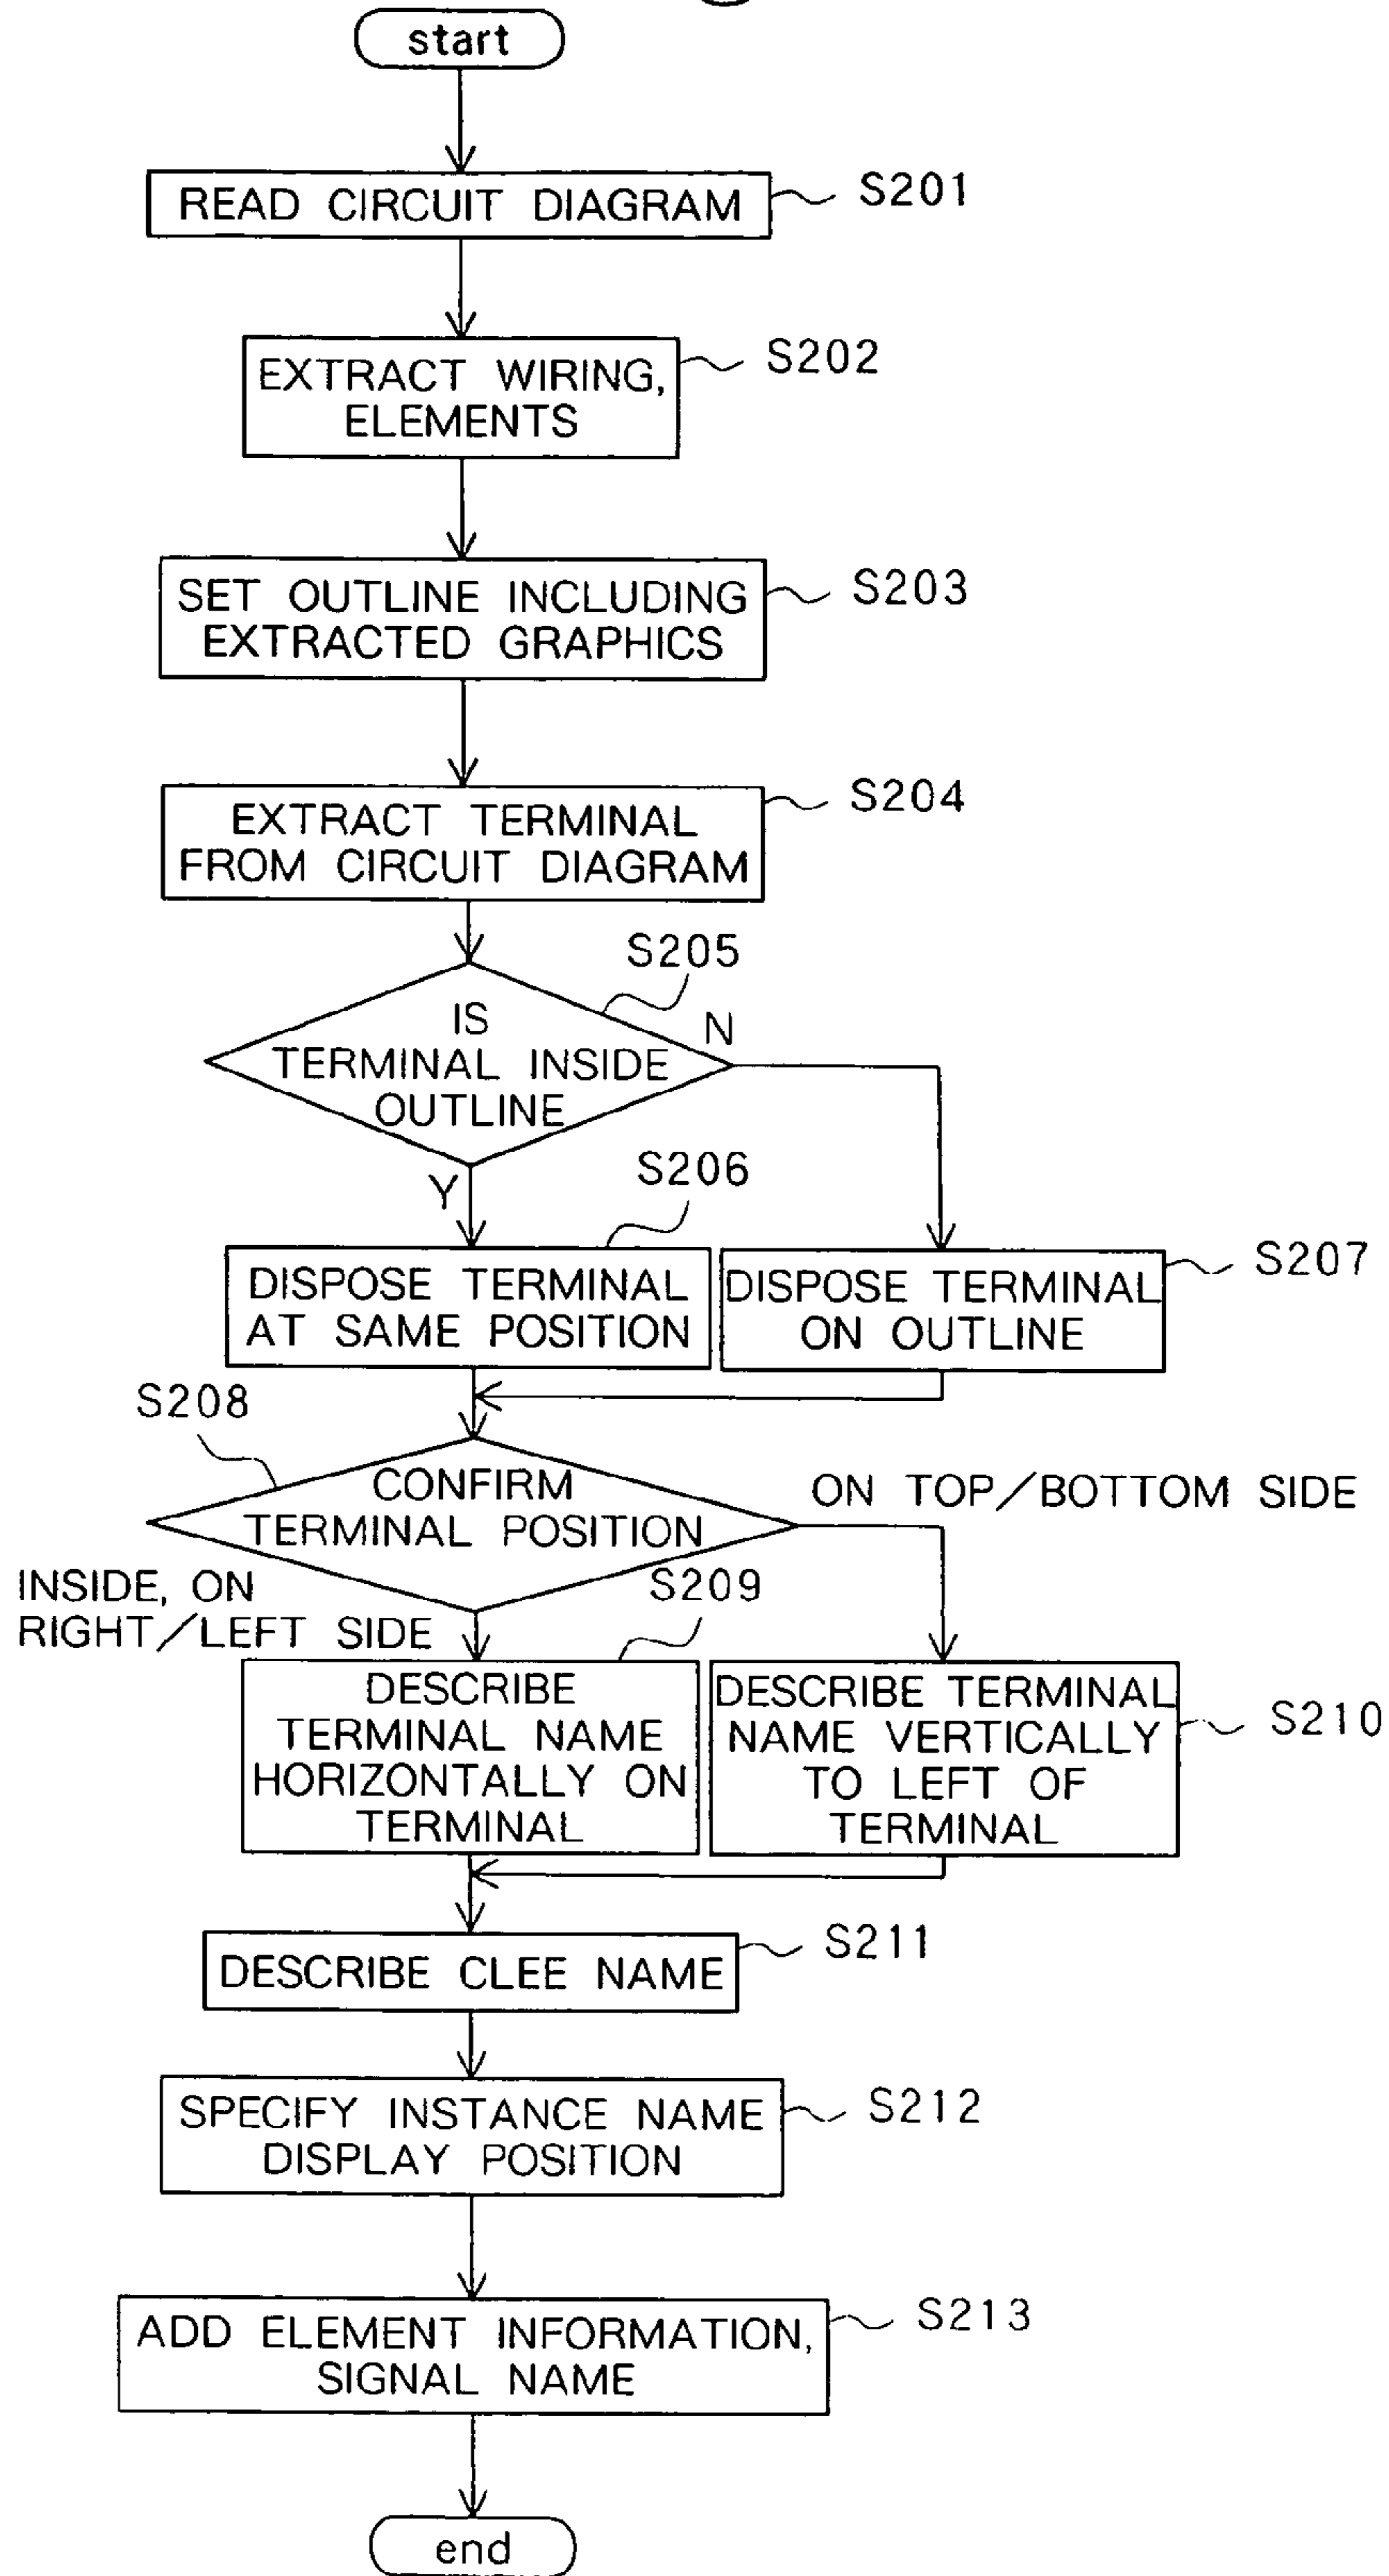 start
READ CIRCUIT DIAGRAM
S201
EXTRACT WIRING,
ELEMENTS
S202
SET OUTLINE INCLUDING
EXTRACTED GRAPHICS
S203
EXTRACT TERMINAL
FROM CIRCUIT DIAGRAM
S204
S205
IS
TERMINAL INSIDE
OUTLINE
N
Y
S206
DISPOSE TERMINAL
AT SAME POSITION
DISPOSE TERMINAL
ON OUTLINE
S207
S208
CONFIRM
TERMINAL POSITION
ON TOP/BOTTOM SIDE
INSIDE, ON
RIGHT/LEFT SIDE
S209
DESCRIBE
TERMINAL NAME
HORIZONTALLY ON
TERMINAL
DESCRIBE TERMINAL
NAME VERTICALLY
TO LEFT OF
TERMINAL
S210
DESCRIBE CLEE NAME
S211
SPECIFY INSTANCE NAME
DISPLAY POSITION
S212
ADD ELEMENT INFORMATION,
SIGNAL NAME
S213
end